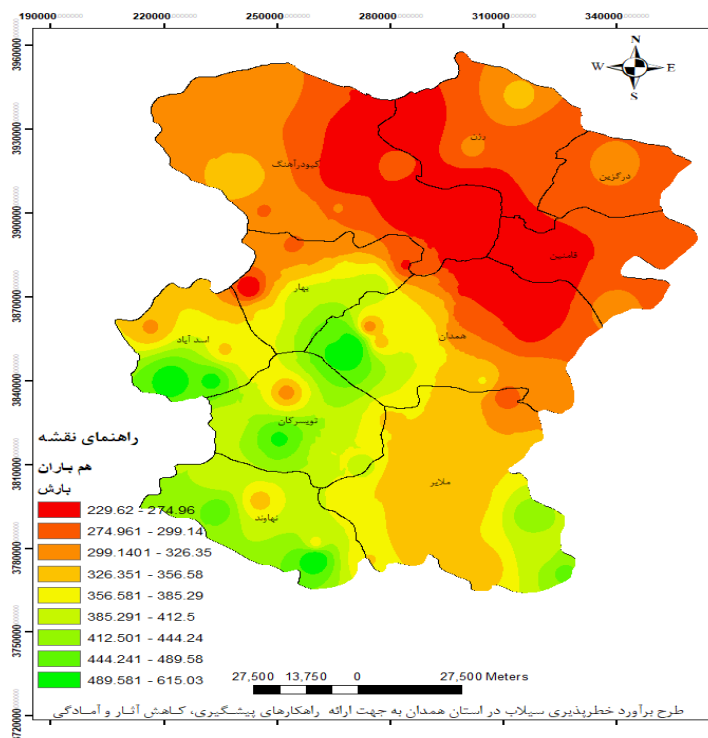 190000 220000 250000 280000 310000 340000
3960000
3930000
3900000
3870000
3840000
3810000
3780000
3750000
3720000
N
W E
S
رزن
کبودرآهنگ
درگزین
فامنین
بهار
همدان
اسد آباد
تویسرکان
ملایر
نهاوند
راهنمای نقشه
هم باران
بارش
229.62 - 274.96
274.961 - 299.14
299.1401 - 326.35
326.351 - 356.58
356.581 - 385.29
385.291 - 412.5
412.501 - 444.24
444.241 - 489.58
489.581 - 615.03
27,500 13,750 0 27,500 Meters
طرح برآورد خطرپذیری سیلاب در استان همدان به جهت ارائه راهکارهای پیشگیری، کاهش آثار و آمادگی